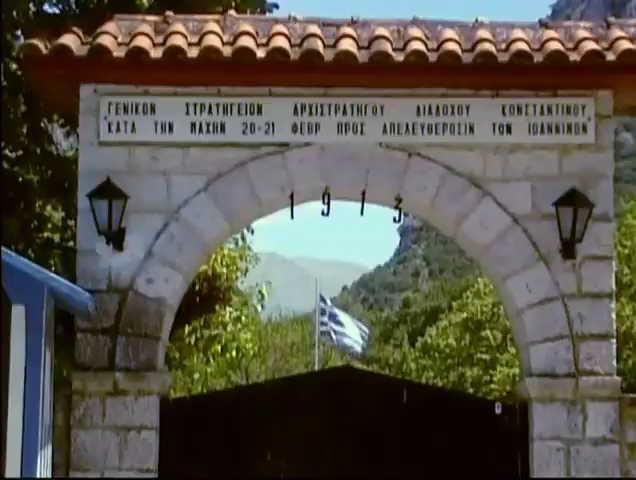 ΓΕΝΙΚΟΝ ΣΤΡΑΤΗΓΕΙΟΝ ΑΡΧΙΣΤΡΑΤΗΓΟΥ ΔΙΑΔΟΧΟΥ ΚΩΝΣΤΑΝΤΙΝΟΥ
ΚΑΤΑ ΤΗΝ ΜΑΧΗΝ 20-21 ΦΕΒΡ ΠΡΟΣ ΑΠΕΛΕΥΘΕΡΩΣΙΝ ΤΩΝ ΙΩΑΝΝΙΝΩΝ
1913